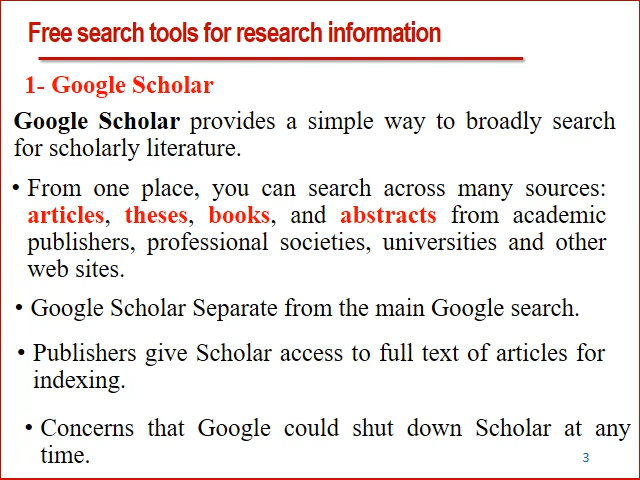 Free search tools for research information
1- Google Scholar
Google Scholar provides a simple way to broadly search
for scholarly literature.
• From one place, you can search across many sources:
articles, theses, books, and abstracts from academic
publishers, professional societies, universities and other
web sites.
• Google Scholar Separate from the main Google search.
• Publishers give Scholar access to full text of articles for
indexing.
• Concerns that Google could shut down Scholar at any
time.
3